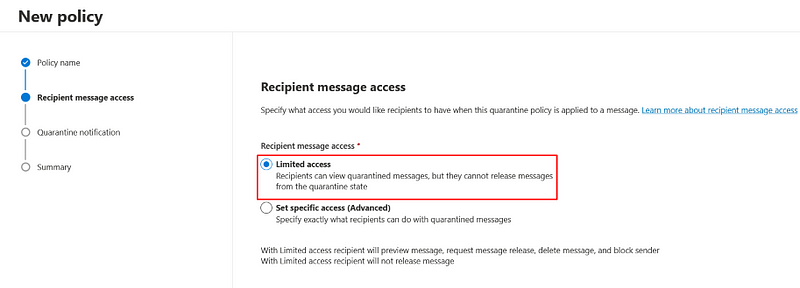 New policy
Policy name
Recipient message access
Quarantine notification
Summary
Recipient message access
Specify what access you would like recipients to have when this quarantine policy is applied to a message. Learn more about recipient message access
Recipient message access *
Limited access
Recipients can view quarantined messages, but they cannot release messages
from the quarantine state
Set specific access (Advanced)
Specify exactly what recipients can do with quarantined messages
With Limited access recipient will preview message, request message release, delete message, and block sender
With Limited access recipient will not release message